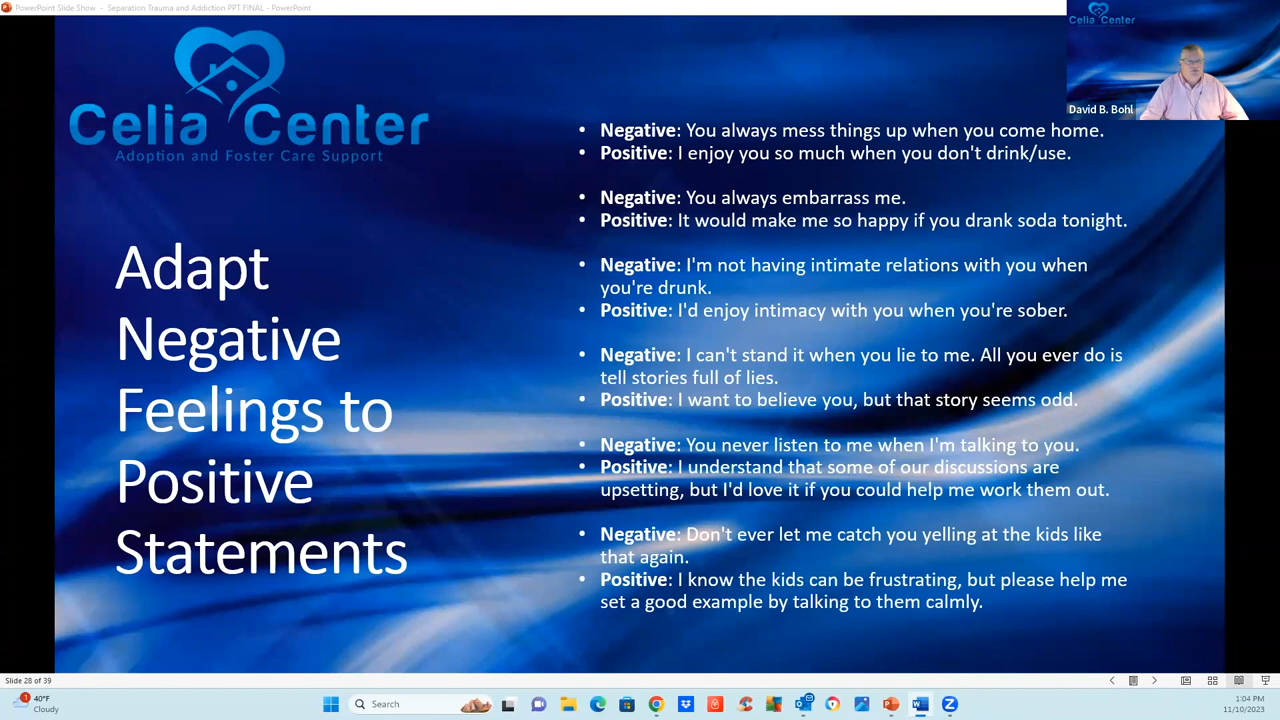 PowerPoint Slide Show - Separation Trauma and Addiction PPT FINAL - PowerPoint
Celia Center
David B. Bohl
Celia Center
Adoption and Foster Care Support
Adapt
Negative
Feelings to
Positive
Statements
• Negative: You always mess things up when you come home.
• Positive: I enjoy you so much when you don't drink/use.
• Negative: You always embarrass me.
• Positive: It would make me so happy if you drank soda tonight.
• Negative: I'm not having intimate relations with you when
you're drunk.
• Positive: I'd enjoy intimacy with you when you're sober.
• Negative: I can't stand it when you lie to me. All you ever do is
tell stories full of lies.
• Positive: I want to believe you, but that story seems odd.
• Negative: You never listen to me when I'm talking to you.
• Positive: I understand that some of our discussions are
upsetting, but I'd love it if you could help me work them out.
• Negative: Don't ever let me catch you yelling at the kids like
that again.
• Positive: I know the kids can be frustrating, but please help me
set a good example by talking to them calmly.
Slide 28 of 39
1
40°F
Cloudy
Search
1:04 PM
11/10/2023